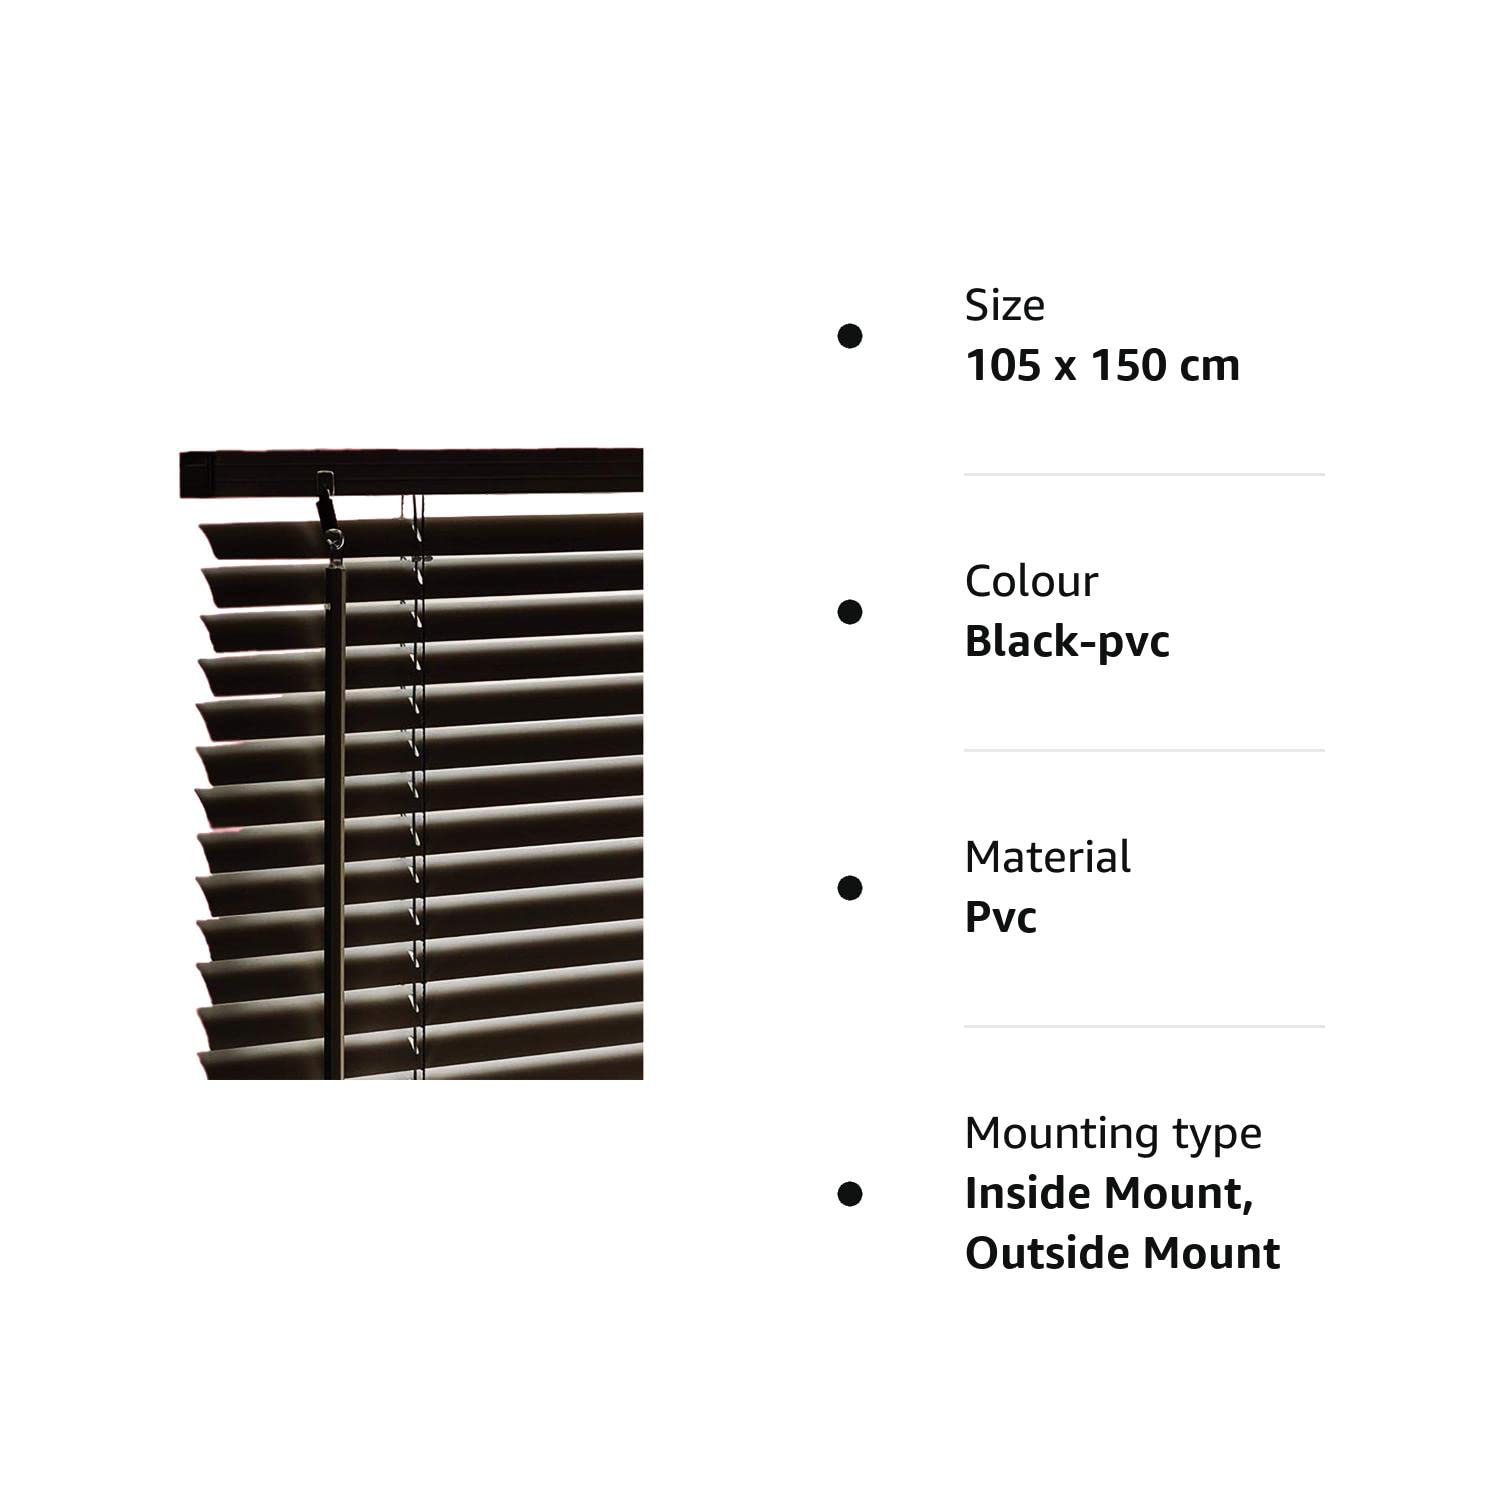 Size
105 x 150 cm
Colour
Black-pvc
Material
Pvc
Mounting type
Inside Mount,
Outside Mount